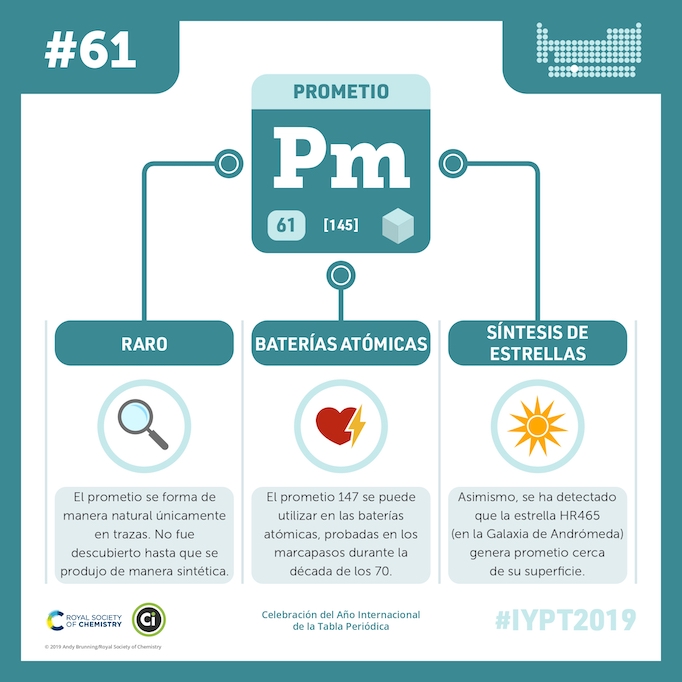 #61
PROMETIO
Pm
61 [145]
RARO
BATERÍAS ATÓMICAS
SÍNTESIS DE
ESTRELLAS
El prometio se forma de
manera natural únicamente
en trazas. No fue
descubierto hasta que se
produjo de manera sintética.
El prometio 147 se puede
utilizar en las baterías
atómicas, probadas en los
marcapasos durante la
década de los 70.
Asimismo, se ha detectado
que la estrella HR465
(en la Galaxia de Andrómeda)
genera prometio cerca
de su superficie.
ROYAL SOCIETY
OF CHEMISTRY
Ci
Celebración del Año Internacional
de la Tabla Periódica
#IYPT2019
© 2019 Andy Brunning/Royal Society of Chemistry